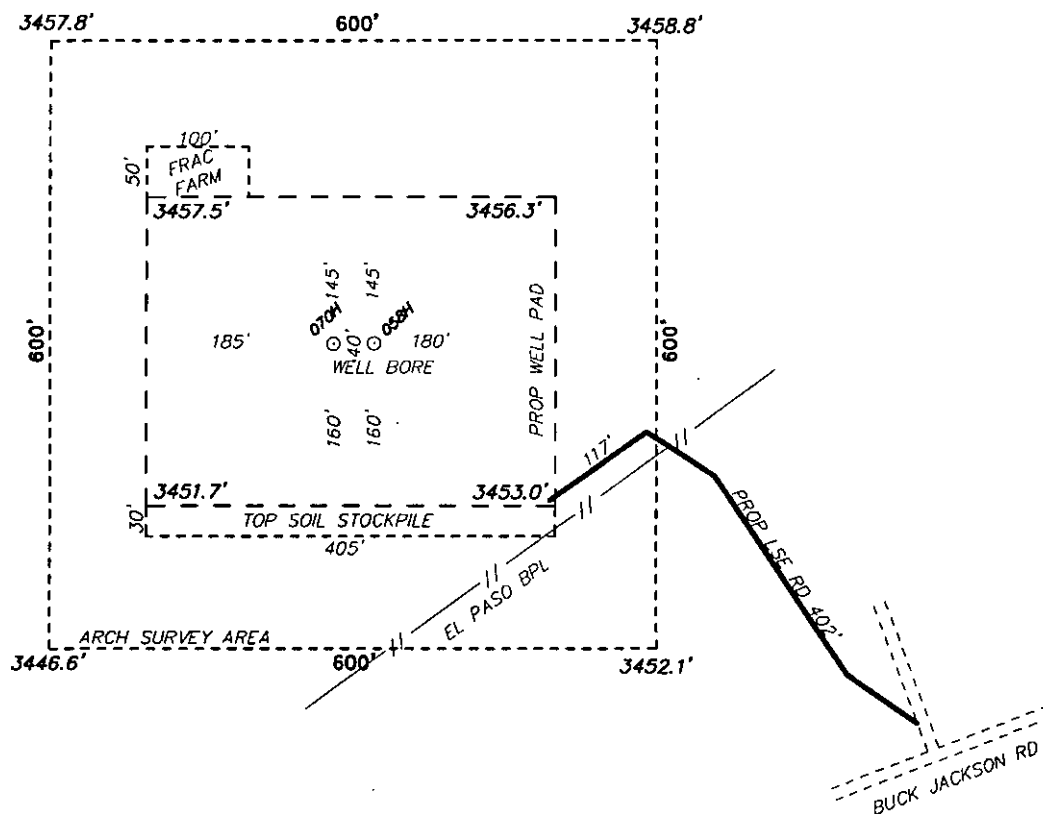 3457.8'
600'
3458.8'
100'
50'
FRAC
FARM
3457.5'
3456.3'
145'
145'
070H
058H
600'
185'
40'
180'
600'
WELL BORE
PROP WELL PAD
160'
160'
117'
3451.7'
3453.0'
30'
TOP SOIL STOCKPILE
405'
PROP LSE RD 402'
EL PASO BPL
ARCH SURVEY AREA
3446.6'
600'
3452.1'
BUCK JACKSON RD